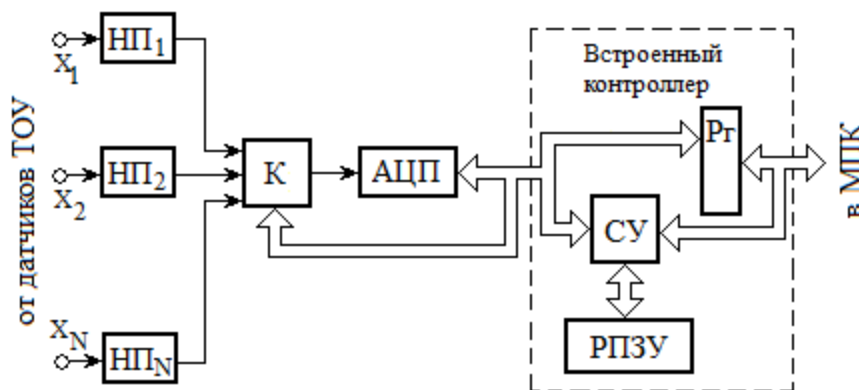 от датчиков ТОУ
X1
НП1
X2
НП2
XN
НПN
К
АЦП
Встроенный
контроллер
Рг
СУ
РПЗУ
в МПК